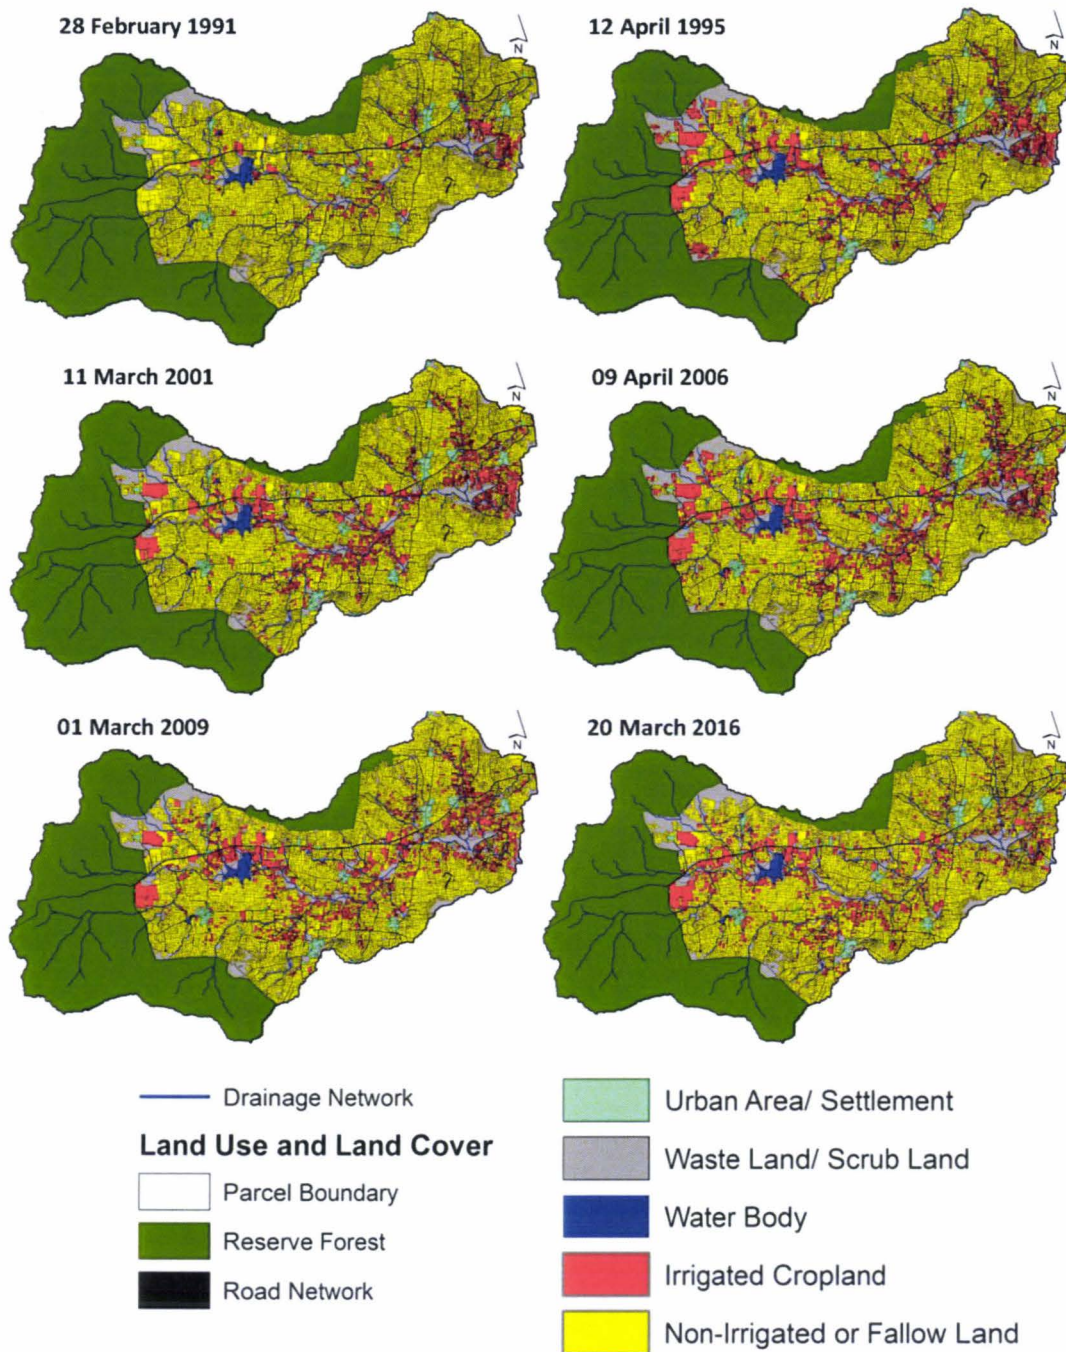 28 February 1991
N
12 April 1995
N
11 March 2001
N
09 April 2006
N
01 March 2009
N
20 March 2016
N
Drainage Network
Land Use and Land Cover
Parcel Boundary
Reserve Forest
Road Network
Urban Area/ Settlement
Waste Land/ Scrub Land
Water Body
Irrigated Cropland
Non-Irrigated or Fallow Land